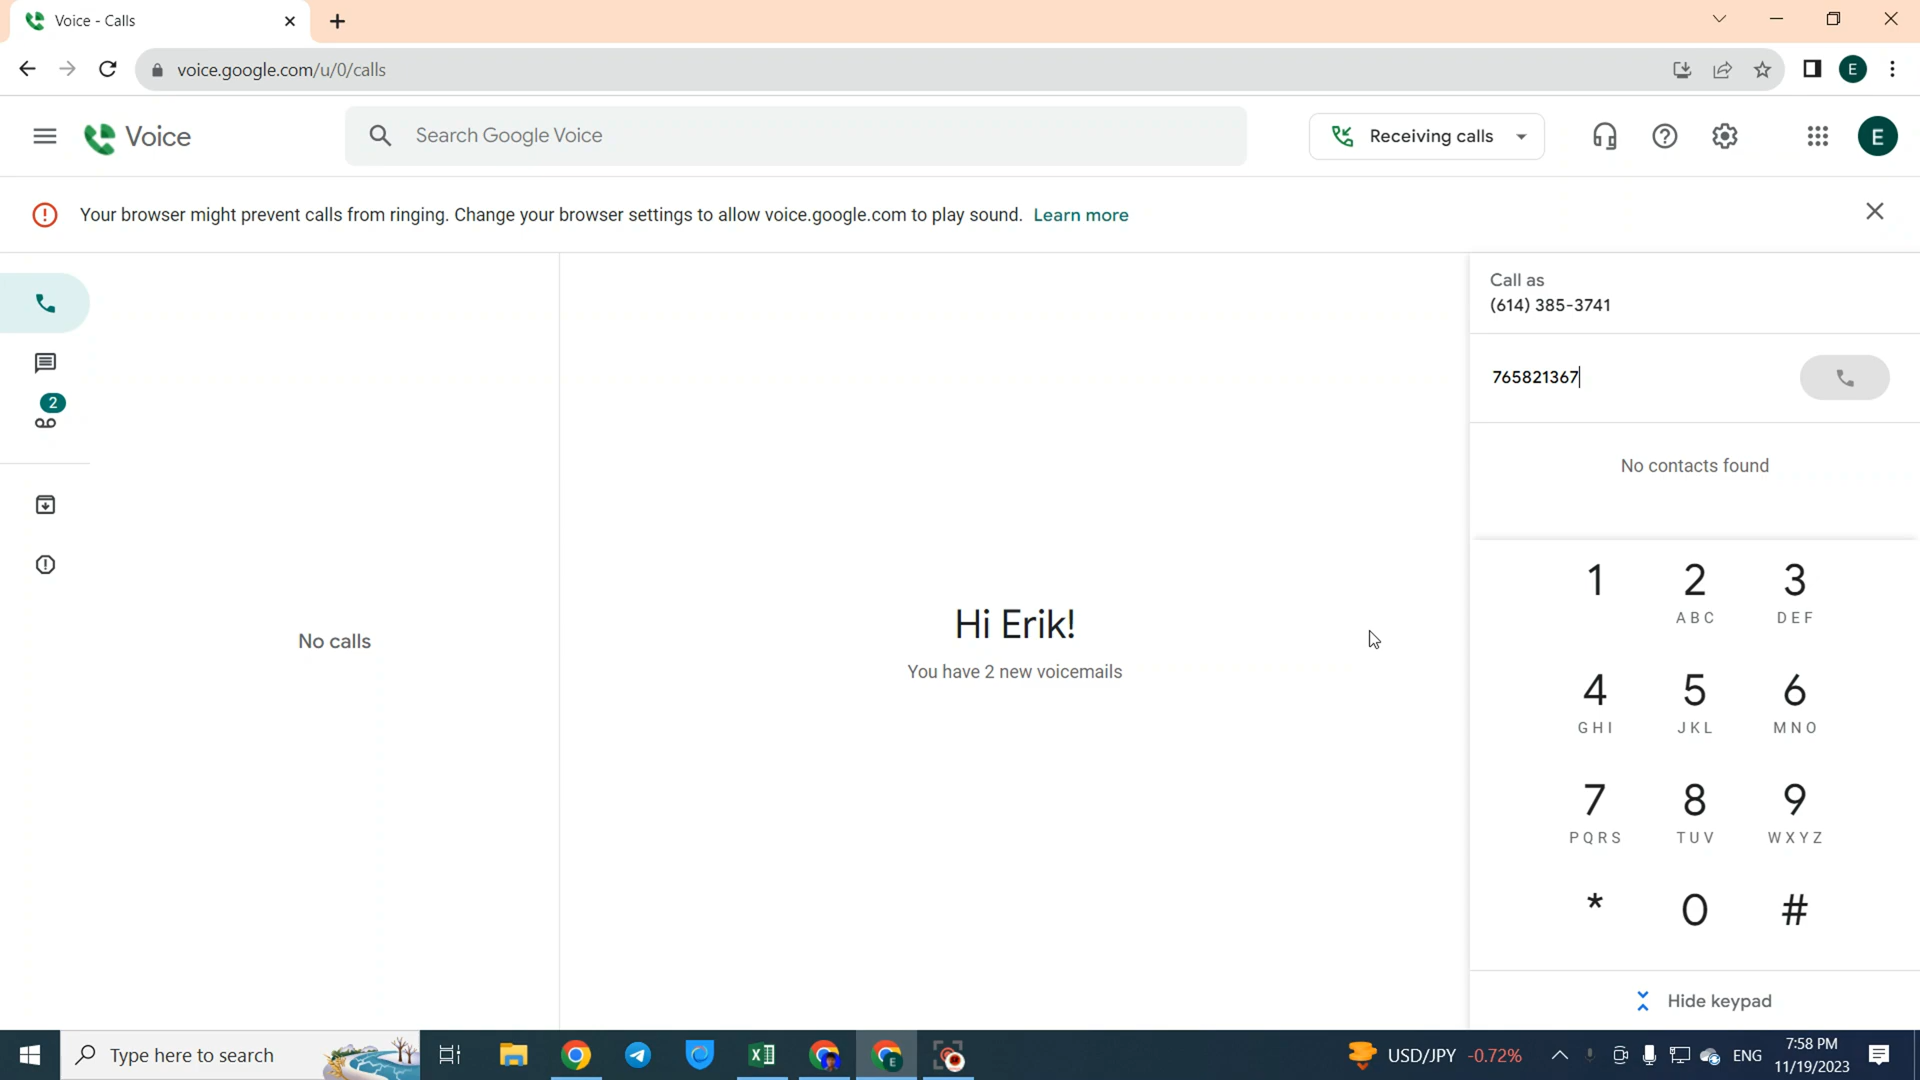 Voice - Calls
voice.google.com/u/0/calls
E
Voice
Search Google Voice
Receiving calls
E
Your browser might prevent calls from ringing. Change your browser settings to allow voice.google.com to play sound. Learn more
Call as
(614) 385-3741
765821367
2
No contacts found
No calls
Hi Erik!
You have 2 new voicemails
1
2
ABC
3
DEF
4
GHI
5
JKL
6
MNO
7
PQRS
8
TUV
9
WXYZ
*
0
#
Hide keypad
Type here to search
E
USD/JPY -0.72%
ENG
7:58 PM
11/19/2023